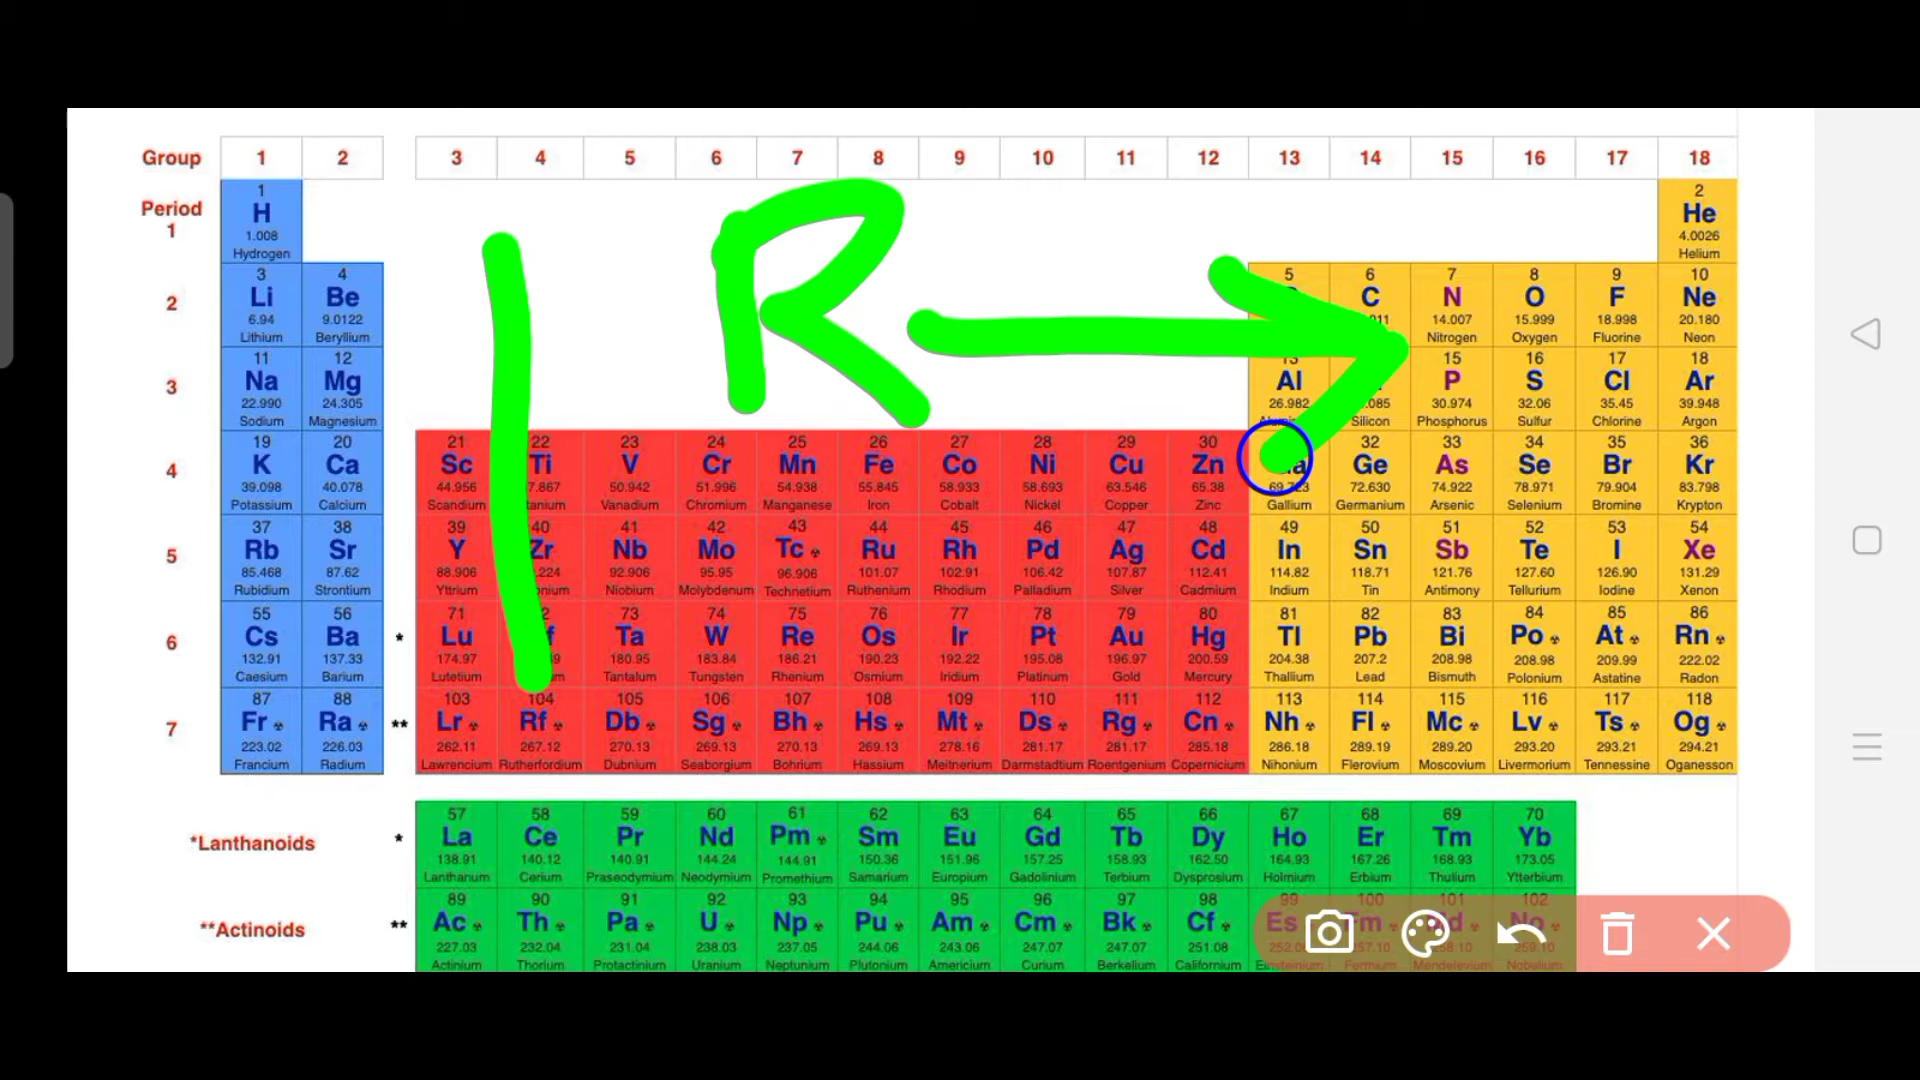 Group 1 2 3 4 5 6 7 8 9 10 11 12 13 14 15 16 17 18
Period 1 2
1 H He
1.008 4.0026
Hydrogen Helium
3 4 5 6 7 8 9 10
2 Li Be C N O F Ne
6.94 9.0122 14.007 15.999 18.998 20.180
Lithium Beryllium Nitrogen Oxygen Fluorine Neon
11 12 13 15 16 17 18
3 Na Mg Al P S Cl Ar
22.990 24.305 26.982 30.974 32.06 35.45 39.948
Sodium Magnesium Silicon Phosphorus Sulfur Chlorine Argon
19 20 21 22 23 24 25 26 27 28 29 30 32 33 34 35 36
4 K Ca Sc Ti V Cr Mn Fe Co Ni Cu Zn Ge As Se Br Kr
39.098 40.078 44.956 50.942 51.996 54.938 55.845 58.933 58.693 63.546 65.38 72.630 74.922 78.971 79.904 83.798
Potassium Calcium Scandium Vanadium Chromium Manganese Iron Cobalt Nickel Copper Zinc Gallium Germanium Arsenic Selenium Bromine Krypton
37 38 39 40 41 42 43 44 45 46 47 48 49 50 51 52 53 54
5 Rb Sr Y Zr Nb Mo Tc Ru Rh Pd Ag Cd In Sn Sb Te I Xe
85.468 87.62 88.906 92.906 95.95 96.906 101.07 102.91 106.42 107.87 112.41 114.82 118.71 121.76 127.60 126.90 131.29
Rubidium Strontium Yttrium Niobium Molybdenum Technetium Ruthenium Rhodium Palladium Silver Cadmium Indium Tin Antimony Tellurium Iodine Xenon
55 56 71 73 74 75 76 77 78 79 80 81 82 83 84 85 86
6 Cs Ba * Lu Ta W Re Os Ir Pt Au Hg Tl Pb Bi Po At Rn
132.91 137.33 174.97 180.95 183.84 186.21 190.23 192.22 195.08 196.97 200.59 204.38 207.2 208.98 208.98 209.99 222.02
Caesium Barium Lutetium Tantalum Tungsten Rhenium Osmium Iridium Platinum Gold Mercury Thallium Lead Bismuth Polonium Astatine Radon
87 88 103 104 105 106 107 108 109 110 111 112 113 114 115 116 117 118
7 Fr Ra ** Lr Rf Db Sg Bh Hs Mt Ds Rg Cn Nh Fl Mc Lv Ts Og
223.02 226.03 262.11 267.12 270.13 269.13 270.13 269.13 278.16 281.17 281.17 285.18 286.18 289.19 289.20 293.20 293.21 294.21
Francium Radium Lawrencium Rutherfordium Dubnium Seaborgium Bohrium Hassium Meitnerium Darmstadtium Roentgenium Copernicium Nihonium Flerovium Moscovium Livermorium Tennessine Oganesson
R
57 58 59 60 61 62 63 64 65 66 67 68 69 70
*Lanthanoids * La Ce Pr Nd Pm Sm Eu Gd Tb Dy Ho Er Tm Yb
138.91 140.12 140.91 144.24 144.91 150.36 151.96 157.25 158.93 162.50 164.93 167.26 168.93 173.05
Lanthanum Cerium Praseodymium Neodymium Promethium Samarium Europium Gadolinium Terbium Dysprosium Holmium Erbium Thulium Ytterbium
89 90 91 92 93 94 95 96 97 98 99 100 101 102
**Actinoids ** Ac Th Pa U Np Pu Am Cm Bk Cf Es
227.03 232.04 231.04 238.03 237.05 244.06 243.06 247.07 247.07 251.08
Actinium Thorium Protactinium Uranium Neptunium Plutonium Americium Curium Berkelium Californium